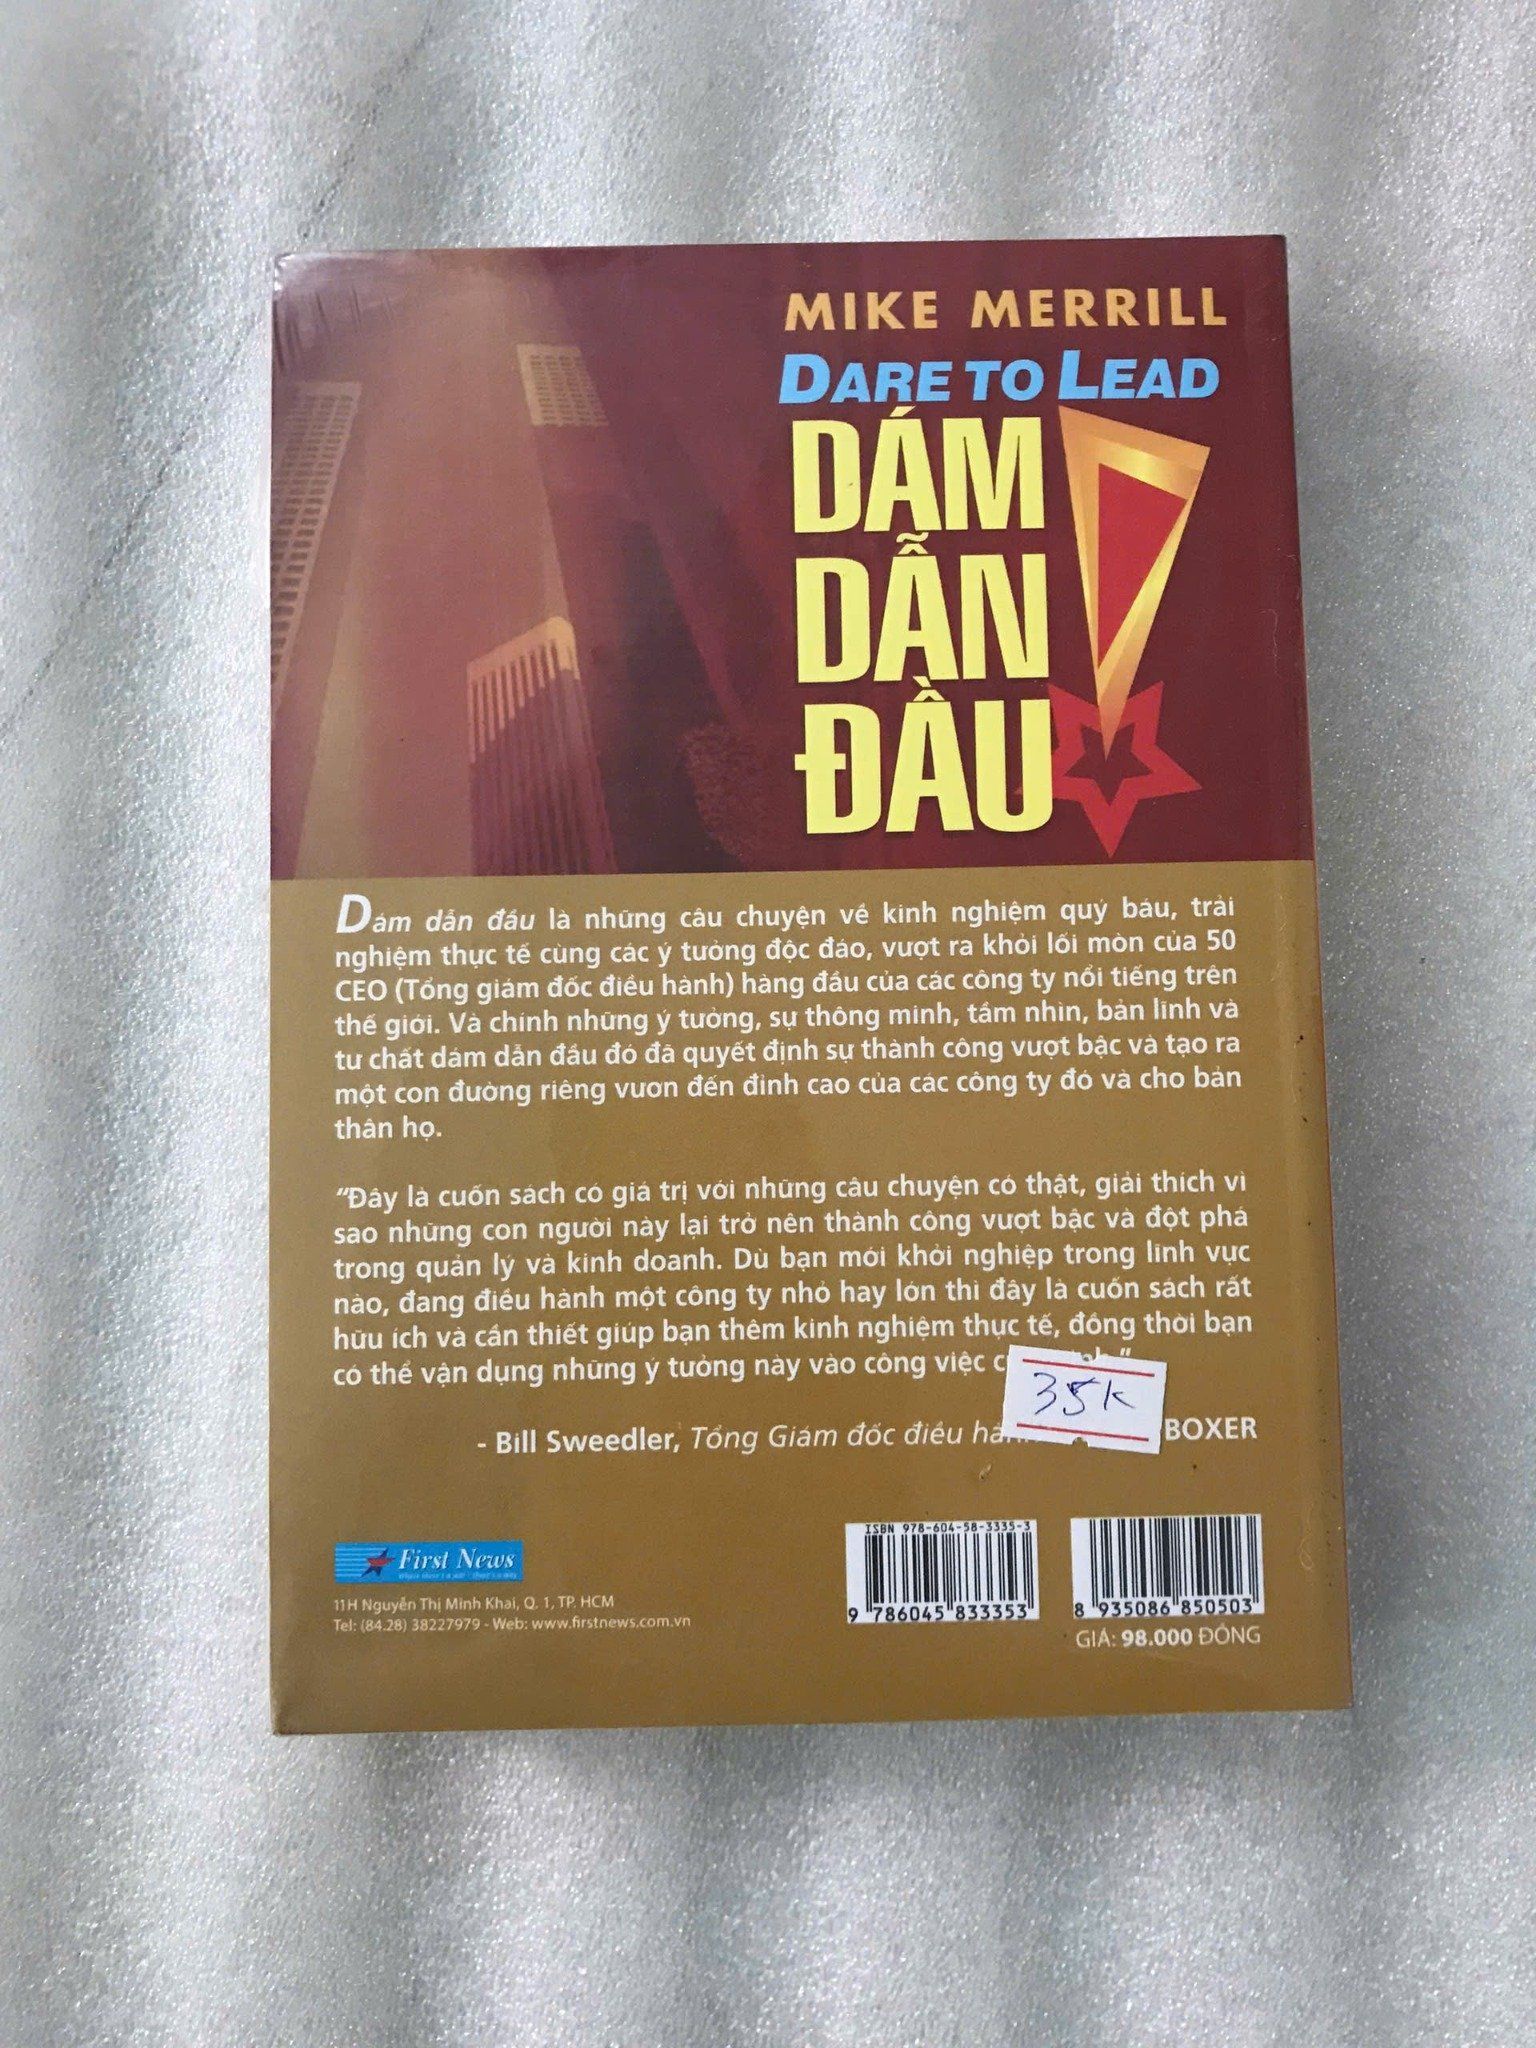 MIKE MERRILL
DARE TO LEAD
DÁM
DẪN
ĐẦU
Dám dẫn đầu là những câu chuyện về kinh nghiệm quý báu, trải
nghiệm thực tế cùng các ý tưởng độc đáo, vượt ra khỏi lối mòn của 50
CEO (Tổng giám đốc điều hành) hàng đầu của các công ty nổi tiếng trên
thế giới. Và chính những ý tưởng, sự thông minh, tầm nhìn, bản lĩnh và
tư chất dám dẫn đầu đó đã quyết định sự thành công vượt bậc và tạo ra
một con đường riêng vươn đến đỉnh cao của các công ty đó và cho bản
thân họ.
“Đây là cuốn sách có giá trị với những câu chuyện có thật, giải thích vì
sao những con người này lại trở nên thành công vượt bậc và đột phá
trong quản lý và kinh doanh. Dù bạn mới khởi nghiệp trong lĩnh vực
nào, đang điều hành một công ty nhỏ hay lớn thì đây là cuốn sách rất
hữu ích và cần thiết giúp bạn thêm kinh nghiệm thực tế, đồng thời bạn
có thể vận dụng những ý tưởng này vào công việc
35k
- Bill Sweedler, Tổng Giám đốc điều BOXER
ISBN 978-604-58-3335-3
9 786045 833353
8 935086 850503
GIÁ: 98.000 ĐỒNG
First News
11H Nguyễn Thị Minh Khai, Q. 1, TP. HCM
Tel: (84.28) 38227979 - Web: www.firstnews.com.vn